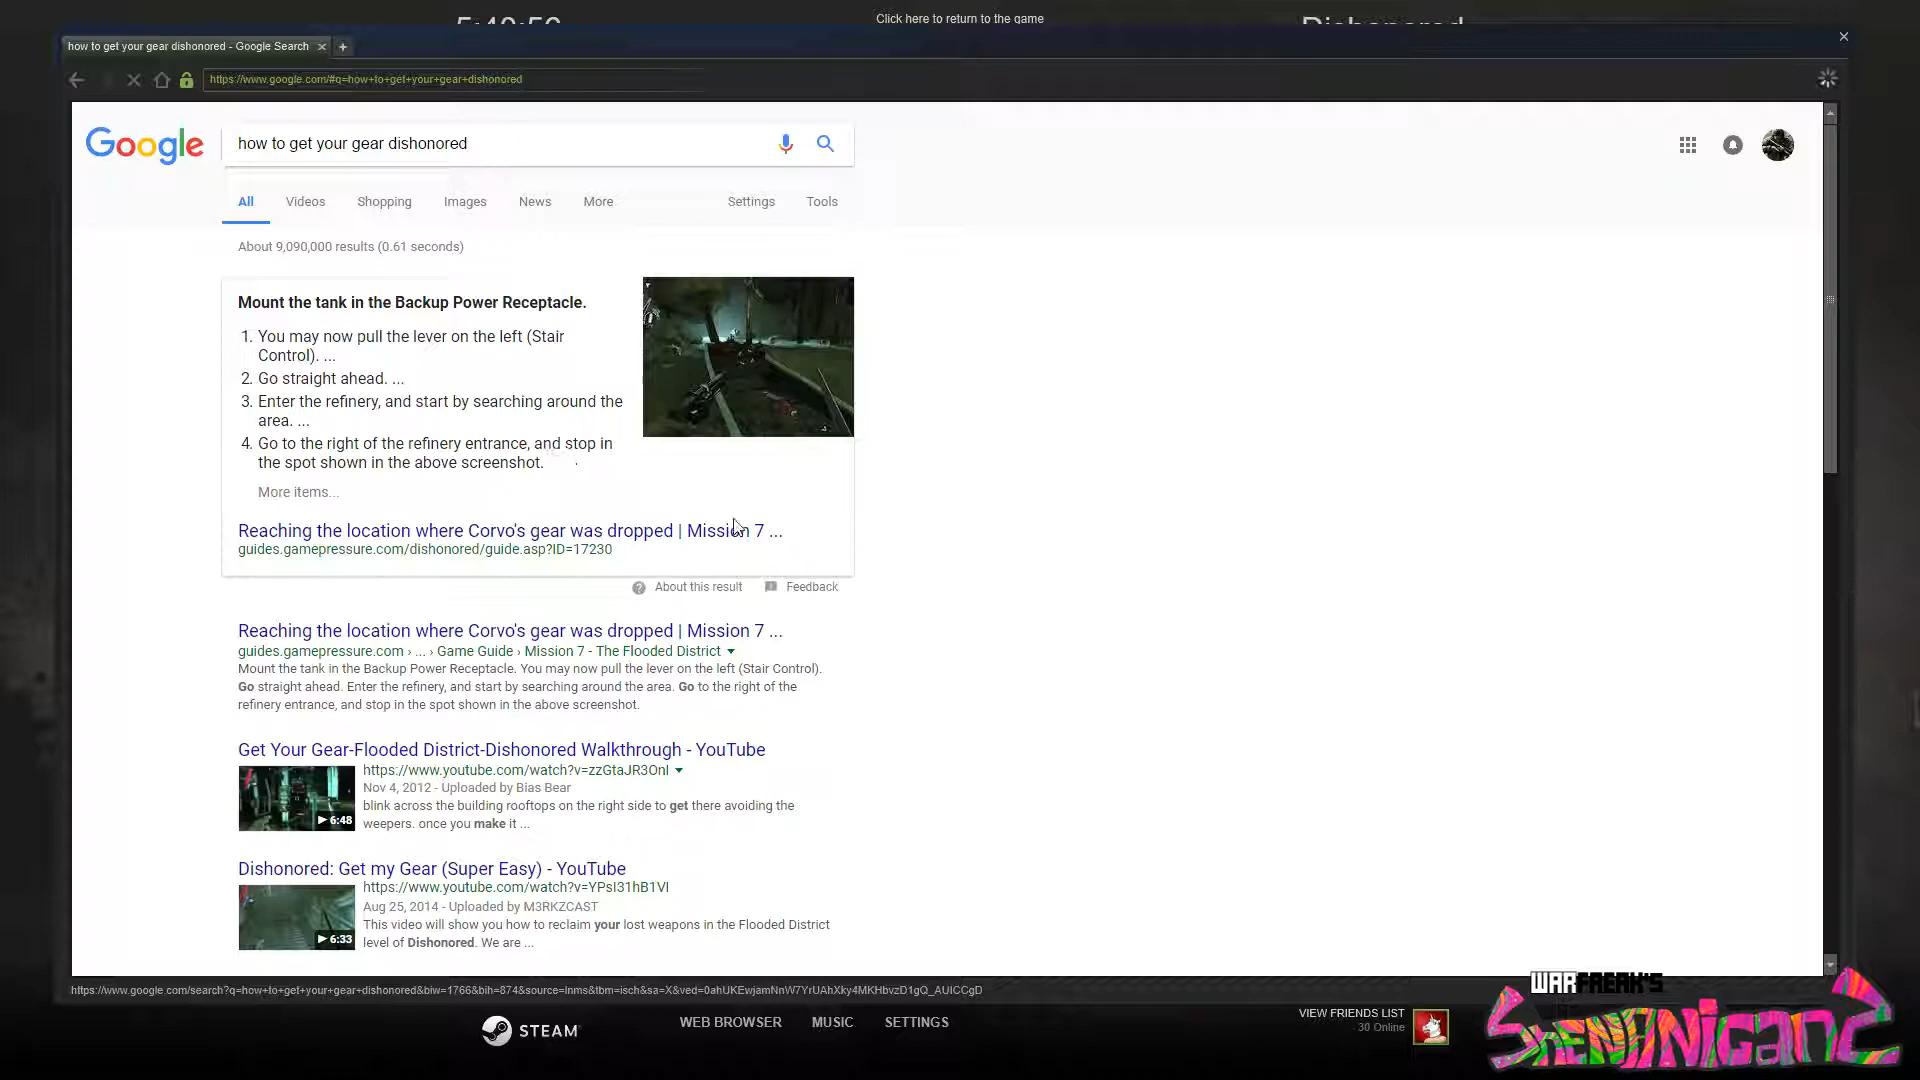 5:40:50
Click here to return to the game
Dishonored
how to get your gear dishonored - Google Search
https://www.google.com/#q=how+to+get+your+gear+dishonored
Google
how to get your gear dishonored
All Videos Shopping Images News More Settings Tools
About 9,090,000 results (0.61 seconds)
Mount the tank in the Backup Power Receptacle.
1. You may now pull the lever on the left (Stair
Control). ...
2. Go straight ahead. ...
3. Enter the refinery, and start by searching around the
area. ...
4. Go to the right of the refinery entrance, and stop in
the spot shown in the above screenshot.
More items...
Reaching the location where Corvo's gear was dropped | Mission 7 ...
guides.gamepressure.com/dishonored/guide.asp?ID=17230
About this result Feedback
Reaching the location where Corvo's gear was dropped | Mission 7 ...
guides.gamepressure.com › ... › Game Guide › Mission 7 - The Flooded District
Mount the tank in the Backup Power Receptacle. You may now pull the lever on the left (Stair Control).
Go straight ahead. Enter the refinery, and start by searching around the area. Go to the right of the
refinery entrance, and stop in the spot shown in the above screenshot.
Get Your Gear-Flooded District-Dishonored Walkthrough - YouTube
https://www.youtube.com/watch?v=zzGtaJR3OnI
Nov 4, 2012 - Uploaded by Bias Bear
blink across the building rooftops on the right side to get there avoiding the
weepers. once you make it ...
6:48
Dishonored: Get my Gear (Super Easy) - YouTube
https://www.youtube.com/watch?v=YPsI31hB1VI
Aug 25, 2014 - Uploaded by M3RKZCAST
This video will show you how to reclaim your lost weapons in the Flooded District
level of Dishonored. We are ...
6:33
https://www.google.com/search?q=how+to+get+your+gear+dishonored&biw=1766&bih=874&source=lnms&tbm=isch&sa=X&ved=0ahUKEwjamNnW7YrUAhXky4MKHbvzD1gQ_AUICCgD
STEAM
WEB BROWSER MUSIC SETTINGS
VIEW FRIENDS LIST
30 Online
WARFREAK'S
SHENANIGANZ